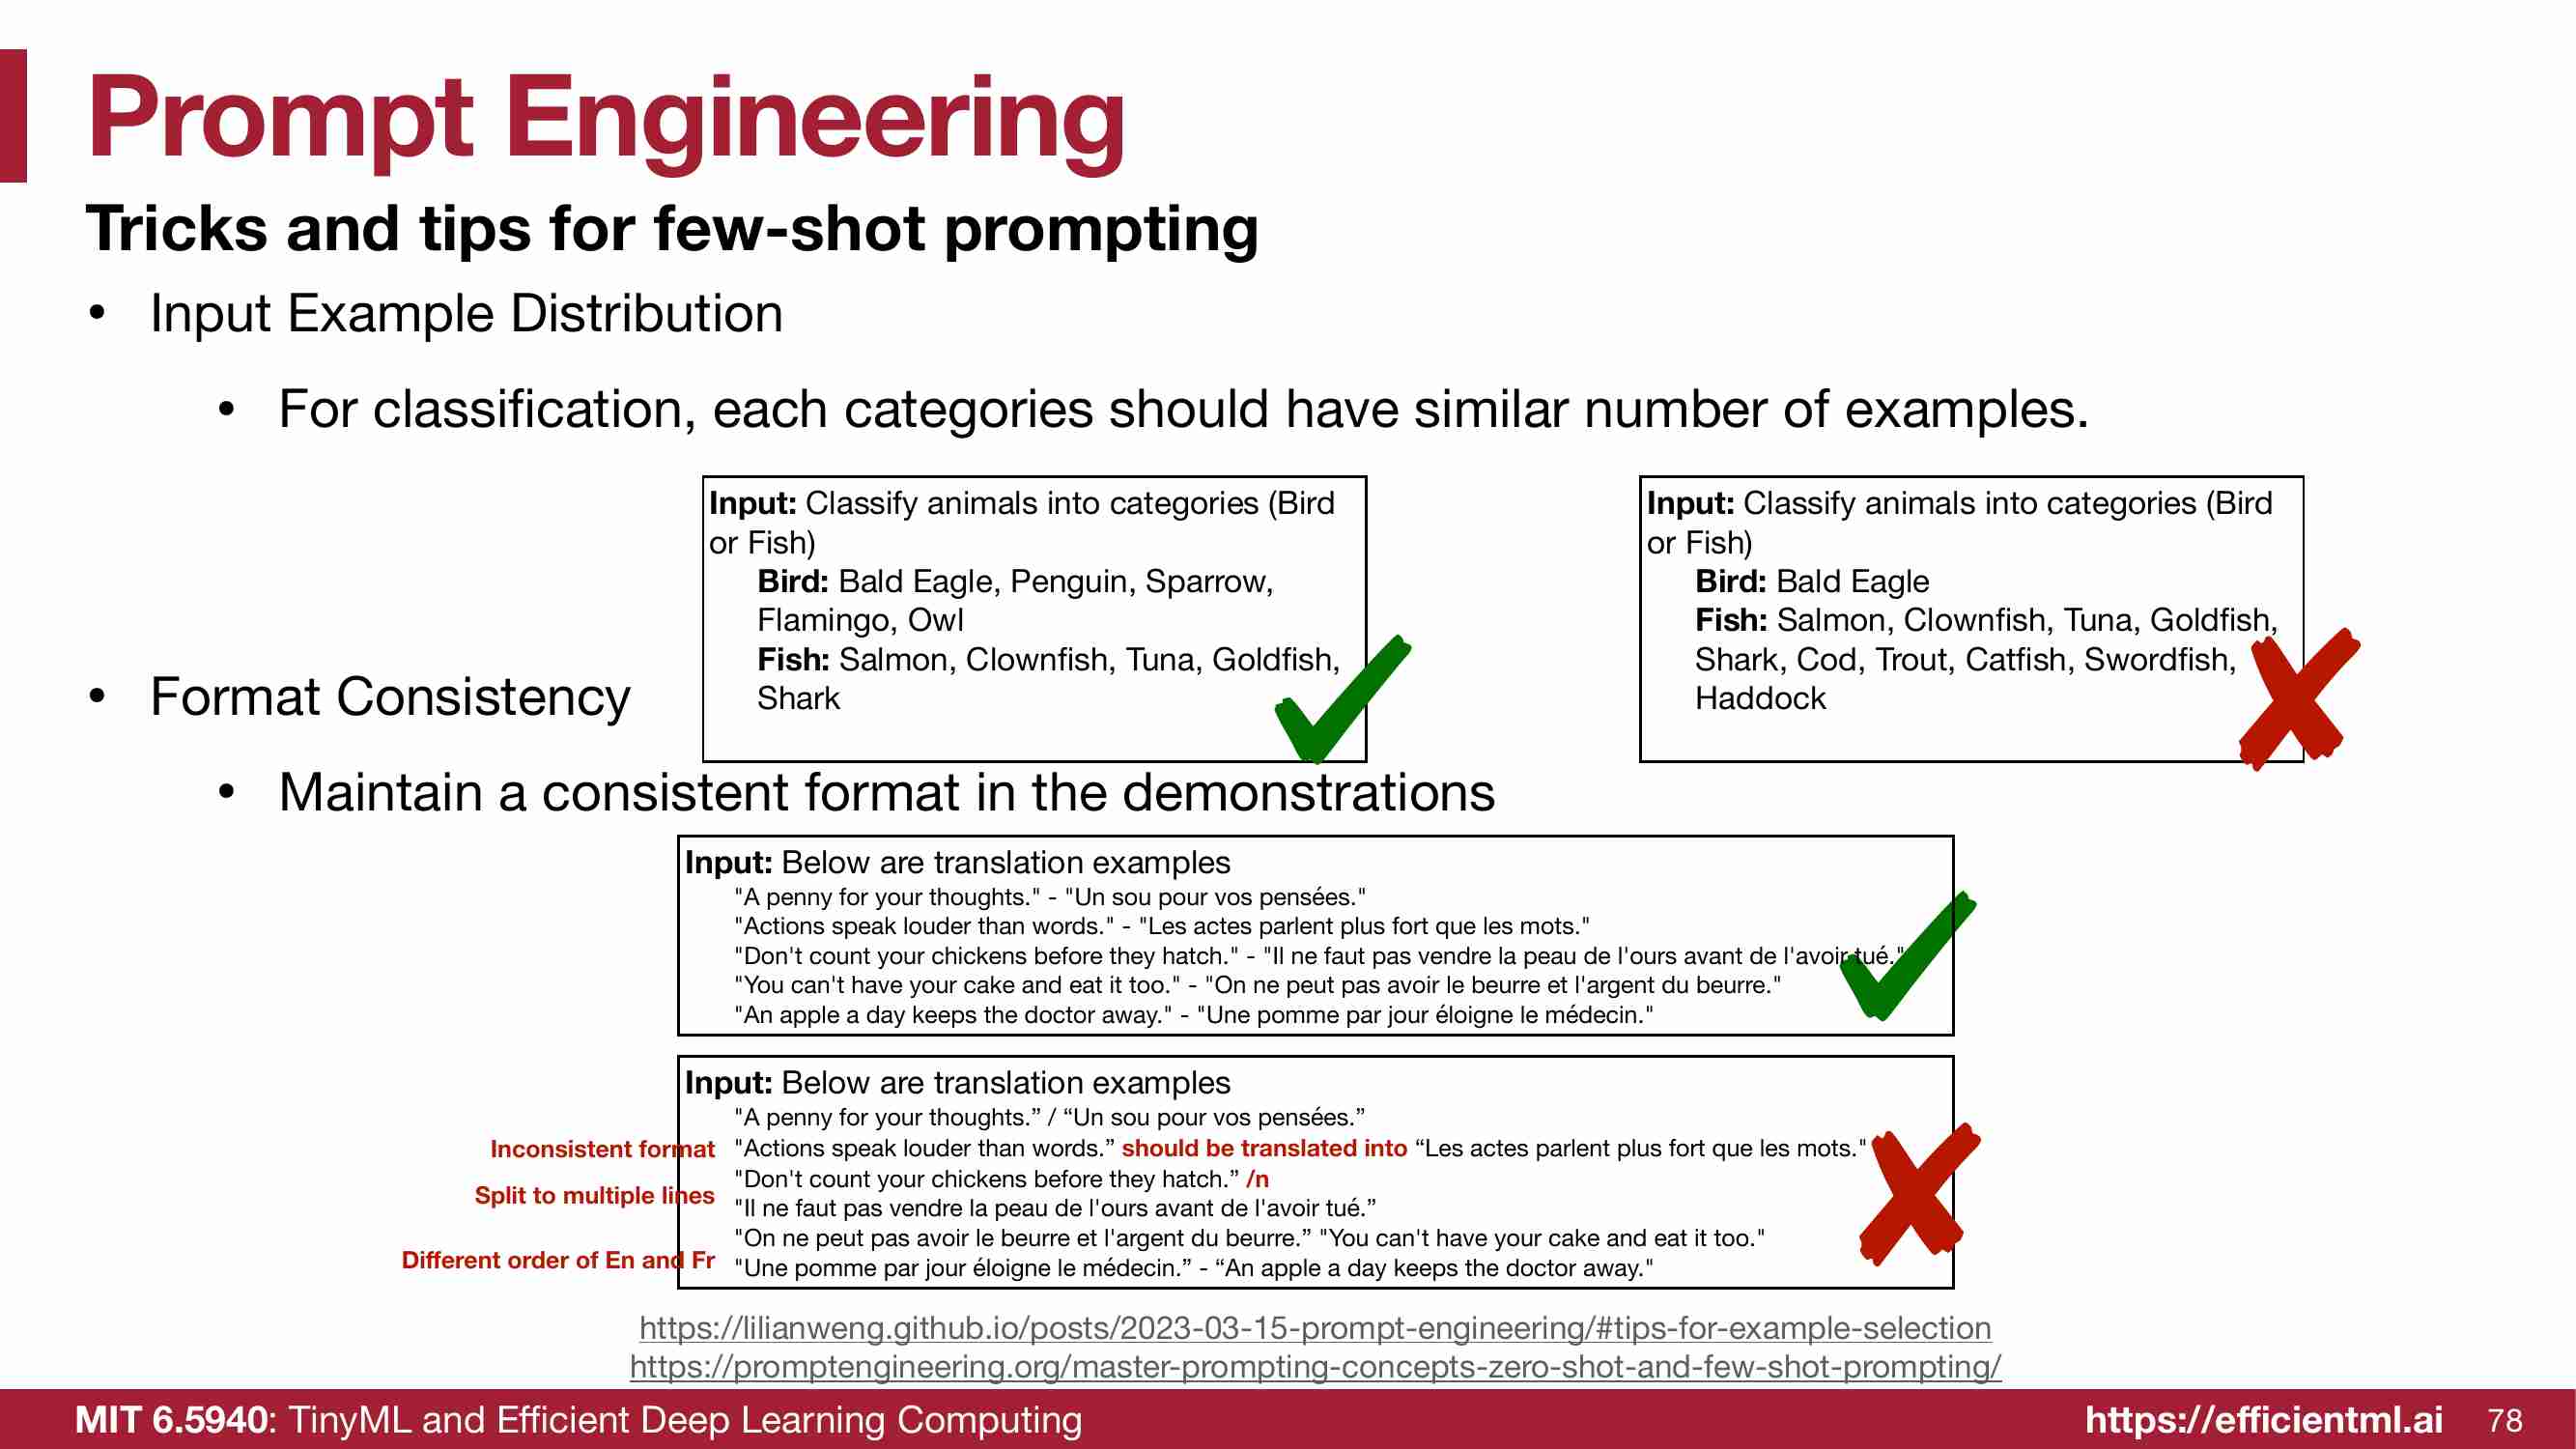 Prompt Engineering
Tricks and tips for few-shot prompting
• Input Example Distribution
• For classification, each categories should have similar number of examples.
Input: Classify animals into categories (Bird
or Fish)
Bird: Bald Eagle, Penguin, Sparrow,
Flamingo, Owl
Fish: Salmon, Clownfish, Tuna, Goldfish,
Shark
Input: Classify animals into categories (Bird
or Fish)
Bird: Bald Eagle
Fish: Salmon, Clownfish, Tuna, Goldfish,
Shark, Cod, Trout, Catfish, Swordfish,
Haddock
• Format Consistency
• Maintain a consistent format in the demonstrations
Input: Below are translation examples
"A penny for your thoughts." - "Un sou pour vos pensées."
"Actions speak louder than words." - "Les actes parlent plus fort que les mots."
"Don't count your chickens before they hatch." - "Il ne faut pas vendre la peau de l'ours avant de l'avoir tué."
"You can't have your cake and eat it too." - "On ne peut pas avoir le beurre et l'argent du beurre."
"An apple a day keeps the doctor away." - "Une pomme par jour éloigne le médecin."
Input: Below are translation examples
"A penny for your thoughts.” / “Un sou pour vos pensées.”
Inconsistent format "Actions speak louder than words.” should be translated into “Les actes parlent plus fort que les mots."
"Don't count your chickens before they hatch.” /n
Split to multiple lines
"Il ne faut pas vendre la peau de l'ours avant de l'avoir tué.”
"On ne peut pas avoir le beurre et l'argent du beurre.” "You can't have your cake and eat it too."
Different order of En and Fr
"Une pomme par jour éloigne le médecin.” - “An apple a day keeps the doctor away."
https://lilianweng.github.io/posts/2023-03-15-prompt-engineering/#tips-for-example-selection
https://promptengineering.org/master-prompting-concepts-zero-shot-and-few-shot-prompting/
MIT 6.5940: TinyML and Efficient Deep Learning Computing
https://efficientml.ai 78